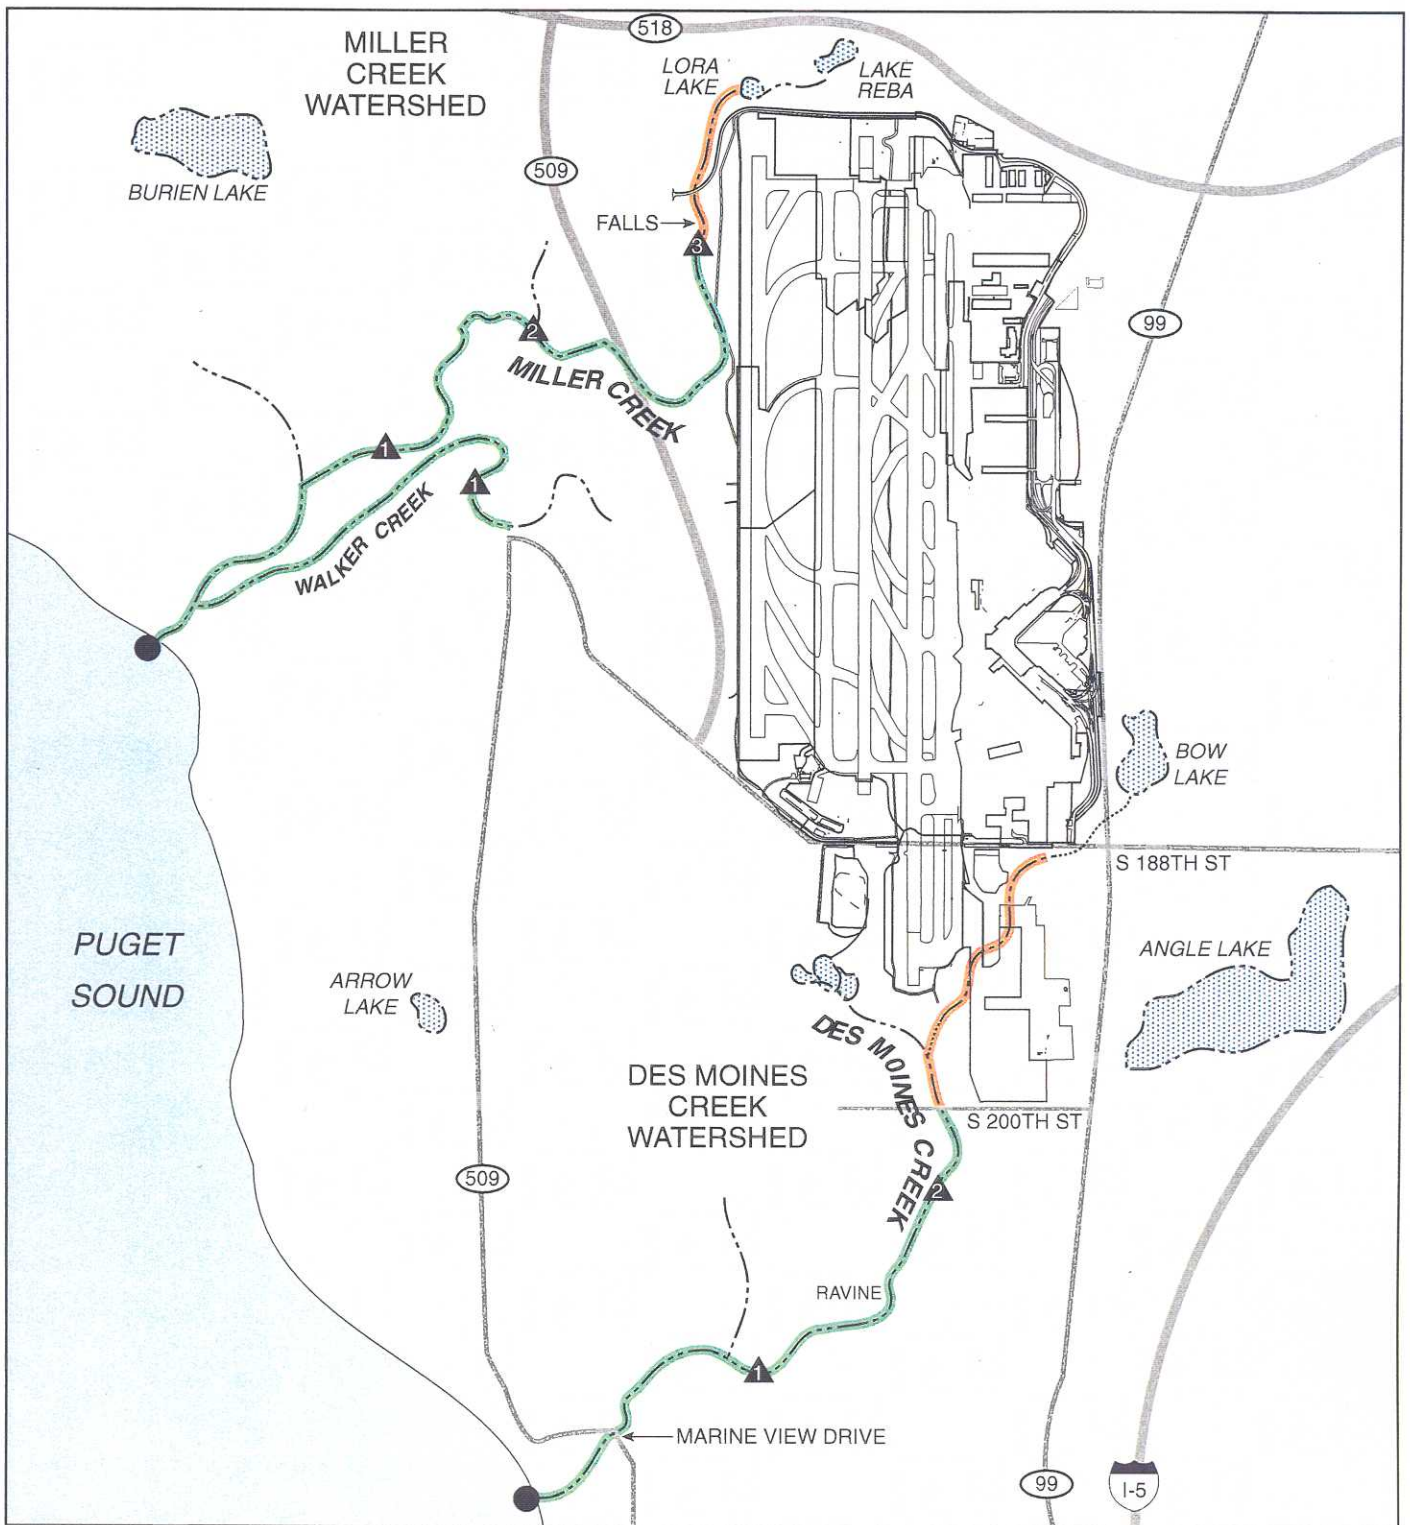 518
MILLER
CREEK
WATERSHED
LORA
LAKE
LAKE
REBA
BURIEN LAKE
509
FALLS
3
99
2
MILLER CREEK
1
1
WALKER CREEK
BOW
LAKE
S 188TH ST
PUGET
SOUND
ANGLE LAKE
ARROW
LAKE
DES MOINES CREEK
DES MOINES
CREEK
WATERSHED
S 200TH ST
509
2
RAVINE
1
MARINE VIEW DRIVE
99
I-5